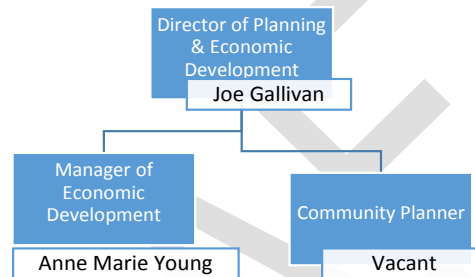 Director of Planning
& Economic
Development
Joe Gallivan
Manager of
Economic
Development
Anne Marie Young
Community Planner
Vacant